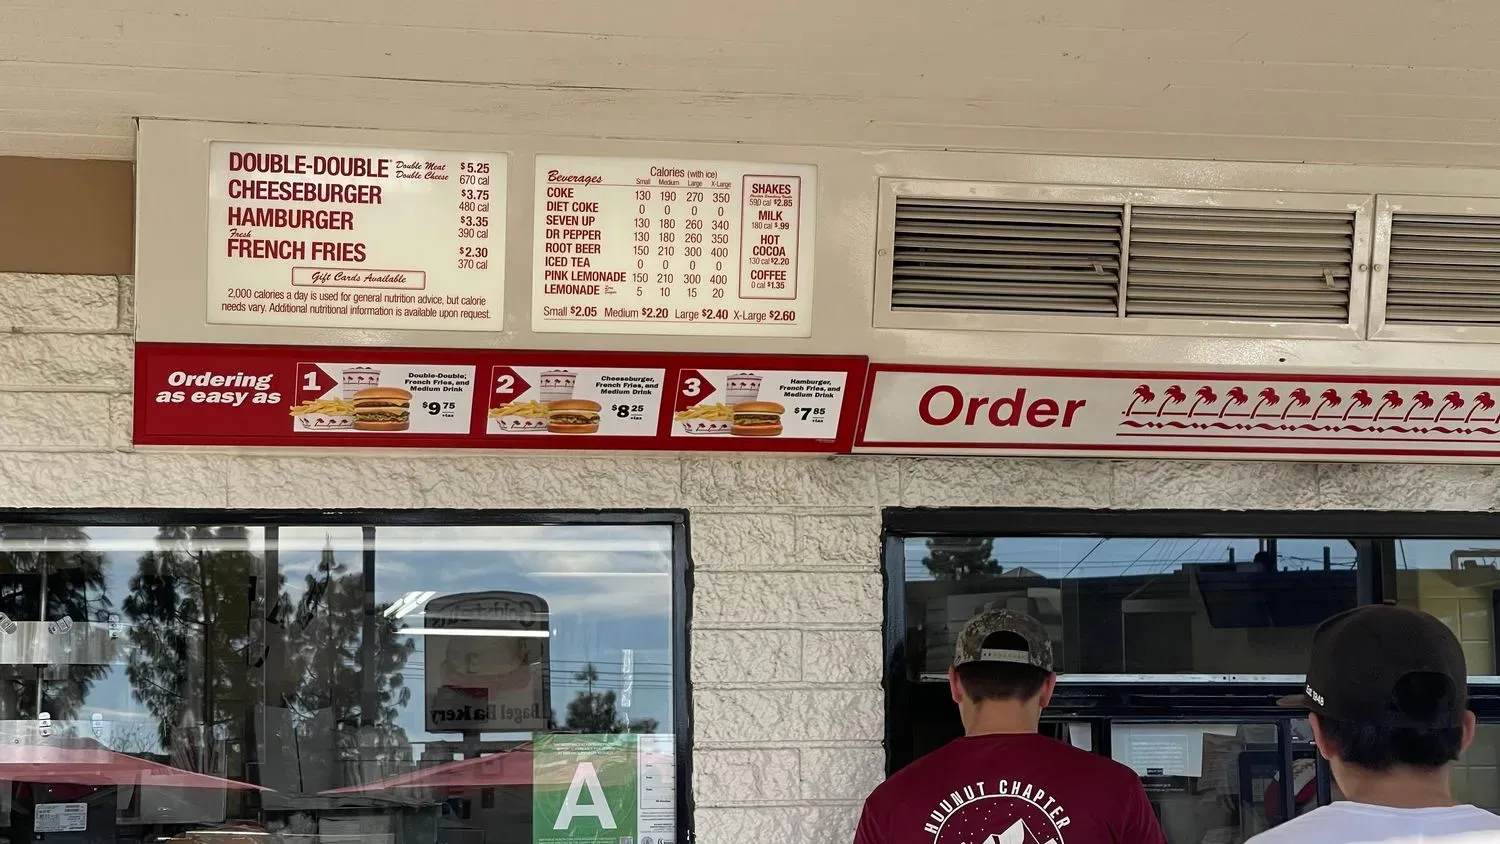 DOUBLE-DOUBLE® Double Meat Double Cheese $5.25
670 cal
CHEESEBURGER $3.75
480 cal
HAMBURGER $3.35
390 cal
Fresh
FRENCH FRIES $2.30
370 cal
Gift Cards Available
2,000 calories a day is used for general nutrition advice, but calorie
needs vary. Additional nutritional information is available upon request.
Beverages Calories (with ice)
Small Medium Large X-Large
COKE 130 190 270 350
DIET COKE 0 0 0 0
SEVEN UP 130 180 260 340
DR PEPPER 130 180 260 350
ROOT BEER 150 210 300 400
ICED TEA 0 0 0 0
PINK LEMONADE 150 210 300 400
LEMONADE 5 10 15 20
Small $2.05 Medium $2.20 Large $2.40 X-Large $2.60
SHAKES
590 cal $2.85
MILK
180 cal $.99
HOT
COCOA
130 cal $2.20
COFFEE
0 cal $1.35
Ordering
as easy as
1
Double-Double,
French Fries, and
Medium Drink
$9 75
+tax
2
Cheeseburger,
French Fries, and
Medium Drink
$8 25
+tax
3
Hamburger,
French Fries, and
Medium Drink
$7 85
+tax
Order
Bagel Bakery
A
HUUNUT CHAPTER
Est 1948